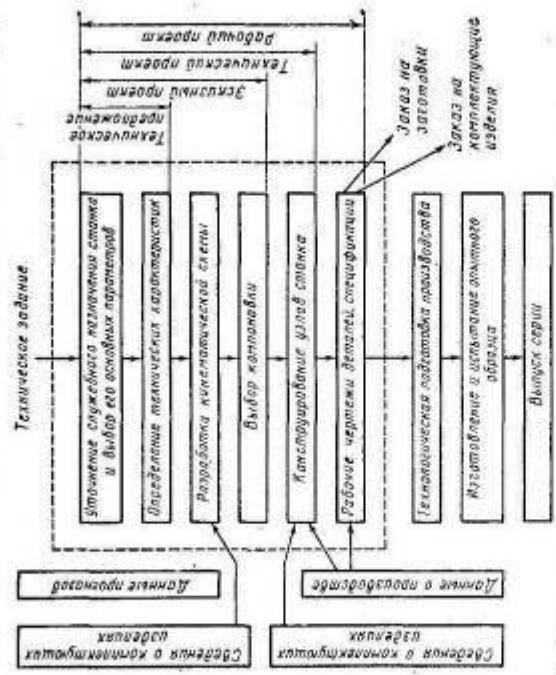 Техническое задание
Уточнение служебного назначения станка
и выбор его основных параметров
Определение технических характеристик
Разработка кинематической схемы
Выбор компоновки
Конструирование узлов станка
Рабочие чертежи деталей, спецификации
Технологическая подготовка производства
Изготовление и испытание опытного
образца
Выпуск серии
Данные прогнозов
Сведения о комплектующих
изделиях
Данные о производстве
Сведения о комплектующих
изделиях
Техническое
предложение
Эскизный проект
Технический проект
Рабочий проект
Заказ на
заготовки
Заказ на
комплектующие
изделия